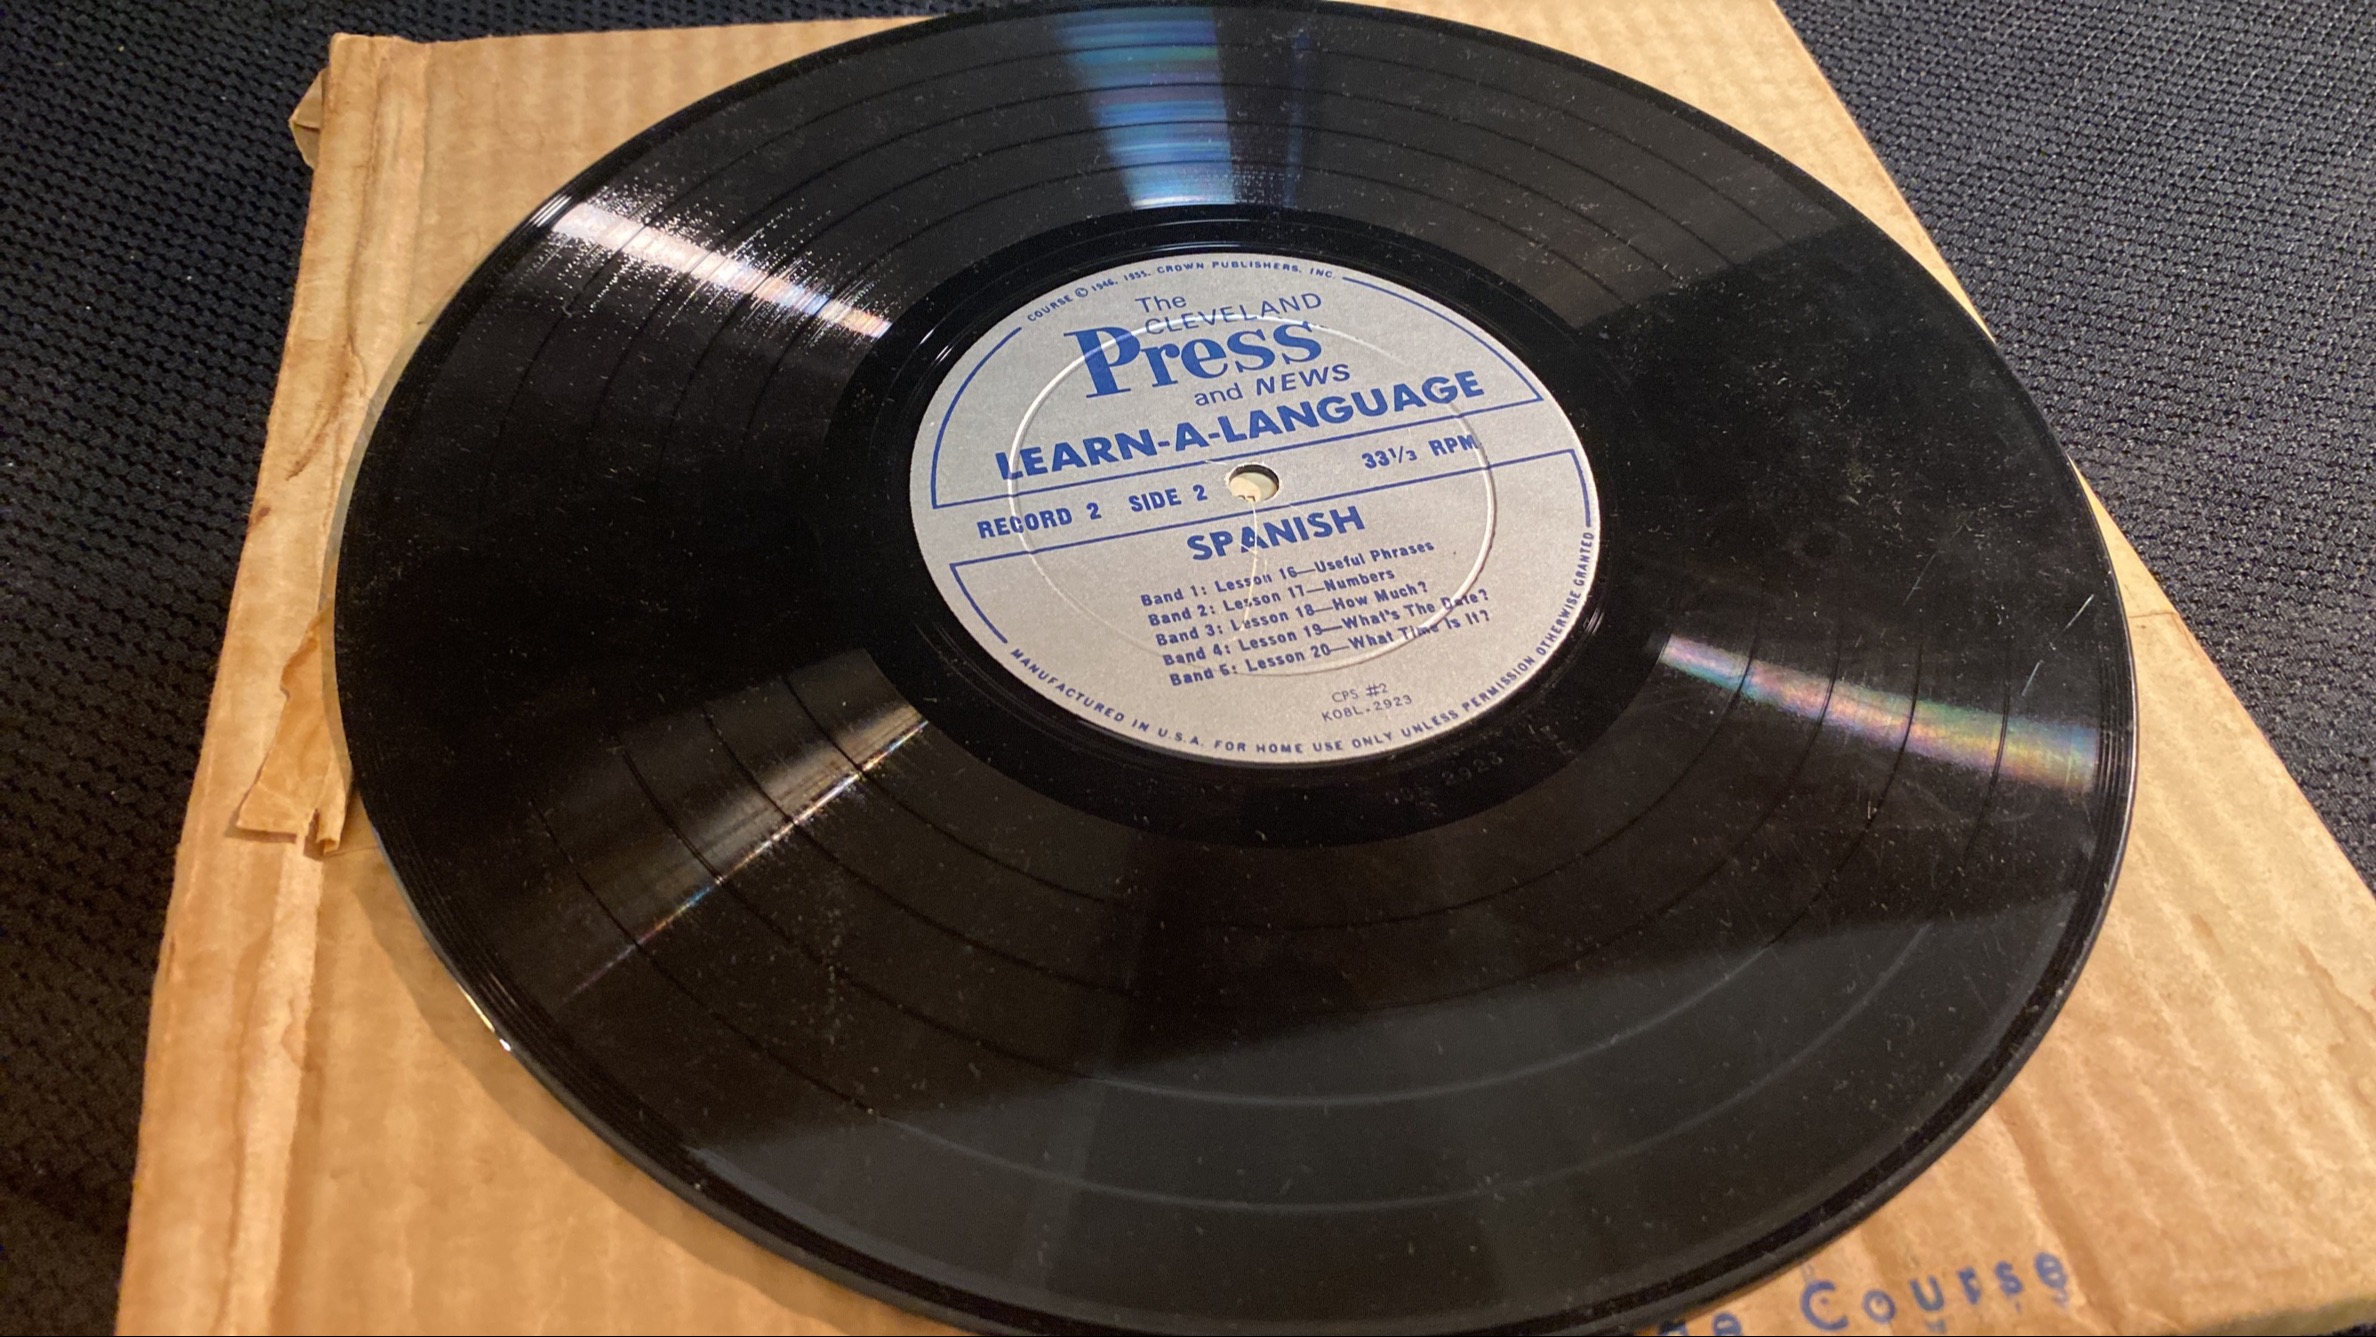 COURSE © 1946, 1955, CROWN PUBLISHERS, INC.
The
CLEVELAND
Press
and NEWS
LEARN-A-LANGUAGE
RECORD 2 SIDE 2
33 1/3 RPM
SPANISH
Band 1: Lesson 16—Useful Phrases
Band 2: Lesson 17—Numbers
Band 3: Lesson 18—How Much?
Band 4: Lesson 19—What's The Date?
Band 5: Lesson 20—What Time Is It?
CPS #2
K08L-2923
MANUFACTURED IN U.S.A. FOR HOME USE ONLY UNLESS PERMISSION OTHERWISE GRANTED
2923
Course